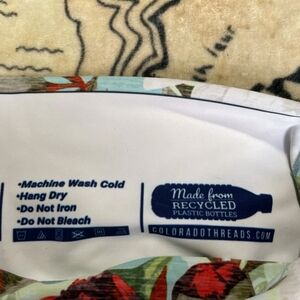 •Machine Wash Cold
•Hang Dry
•Do Not Iron
•Do Not Bleach
Made from
RECYCLED
PLASTIC BOTTLES
COLORADOTHREADS.COM